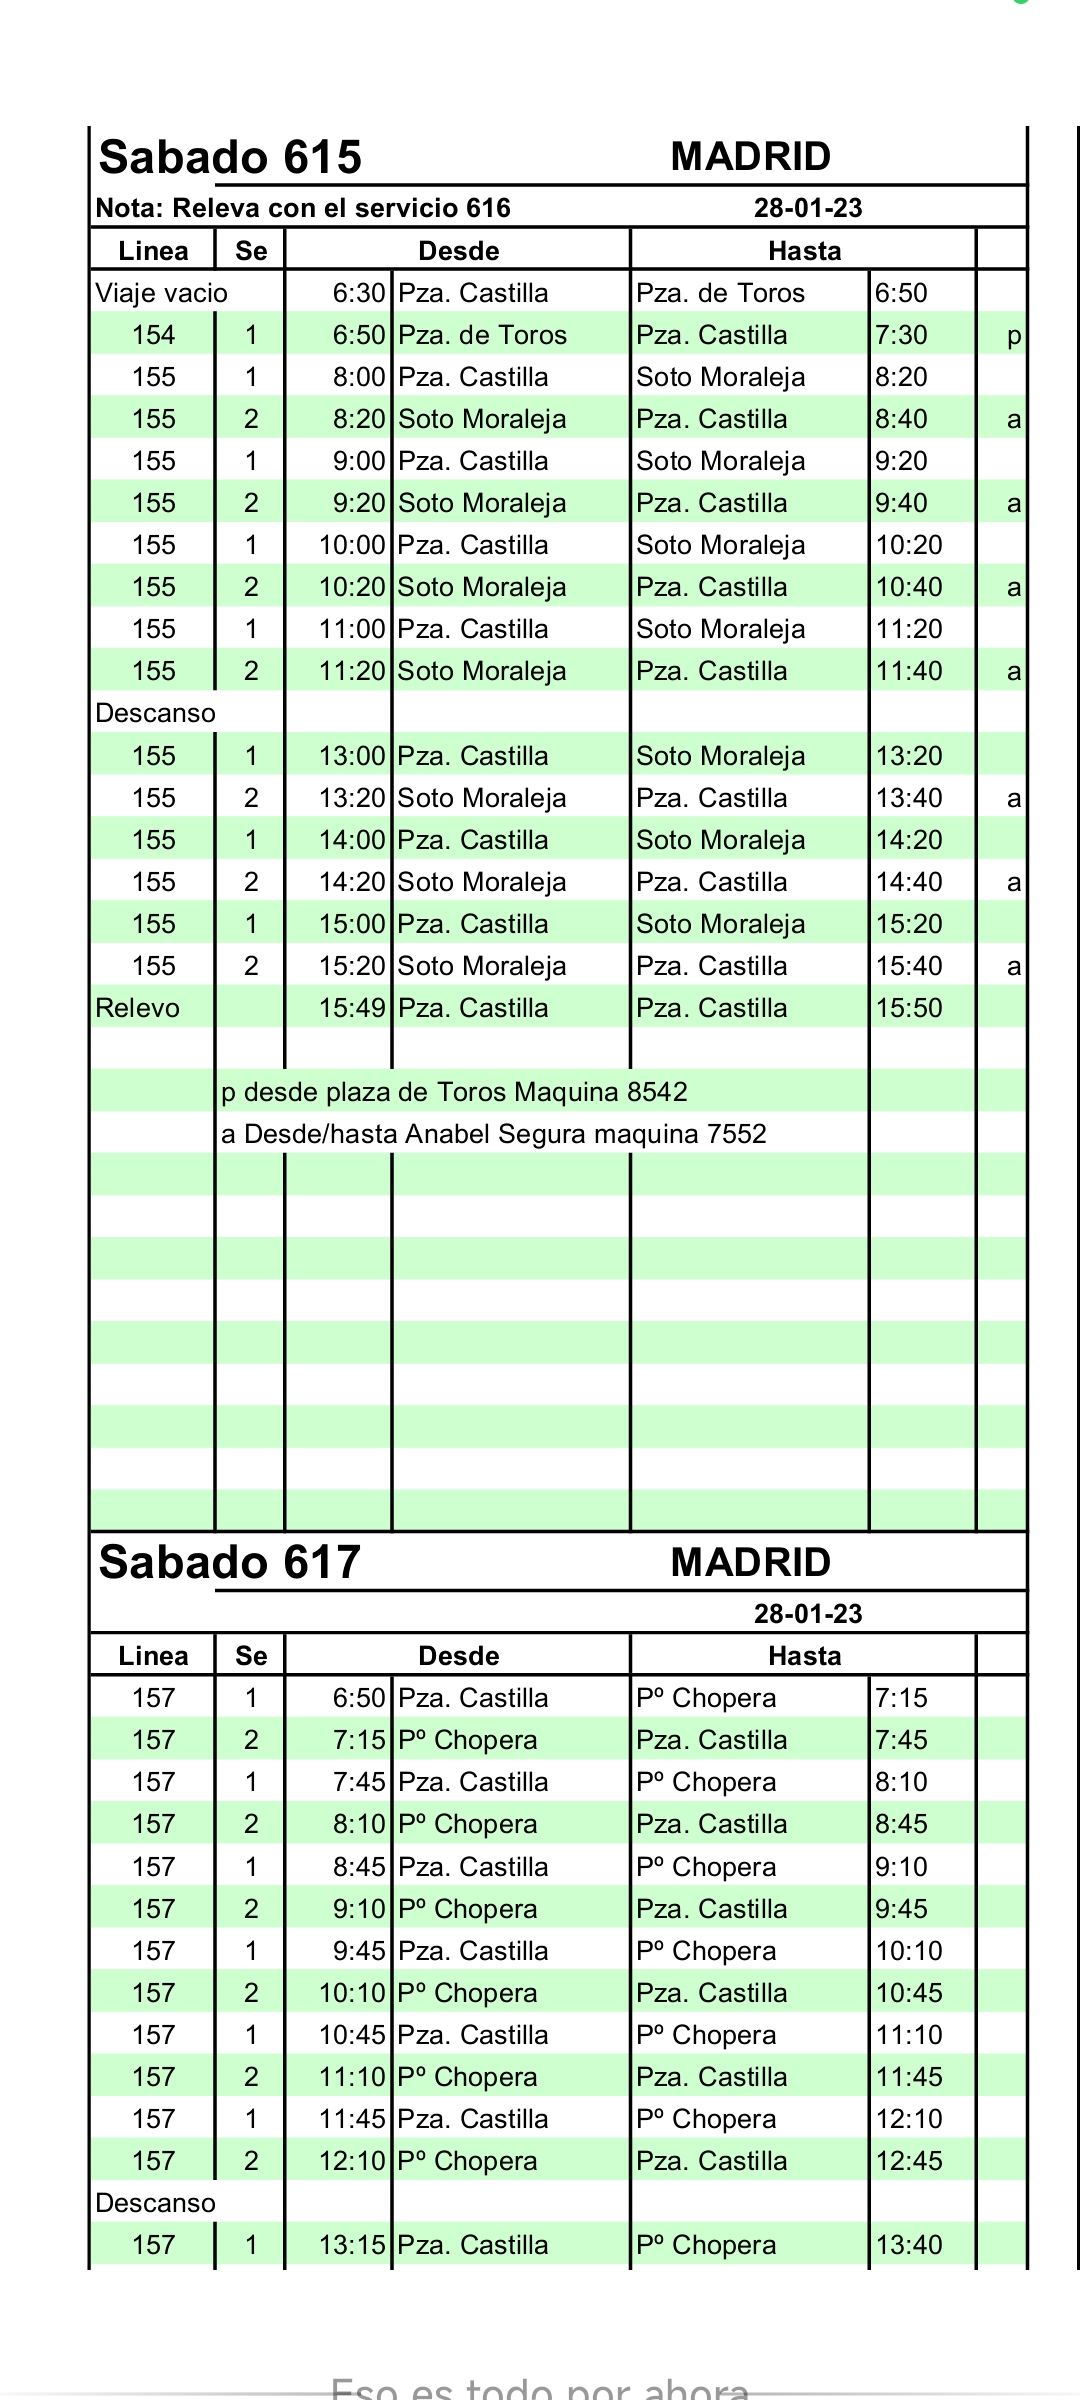 Sabado 615 MADRID
Nota: Releva con el servicio 616 28-01-23
Linea Se Desde Hasta
Viaje vacio 6:30 Pza. Castilla Pza. de Toros 6:50
154 1 6:50 Pza. de Toros Pza. Castilla 7:30 p
155 1 8:00 Pza. Castilla Soto Moraleja 8:20
155 2 8:20 Soto Moraleja Pza. Castilla 8:40 a
155 1 9:00 Pza. Castilla Soto Moraleja 9:20
155 2 9:20 Soto Moraleja Pza. Castilla 9:40 a
155 1 10:00 Pza. Castilla Soto Moraleja 10:20
155 2 10:20 Soto Moraleja Pza. Castilla 10:40 a
155 1 11:00 Pza. Castilla Soto Moraleja 11:20
155 2 11:20 Soto Moraleja Pza. Castilla 11:40 a
Descanso
155 1 13:00 Pza. Castilla Soto Moraleja 13:20
155 2 13:20 Soto Moraleja Pza. Castilla 13:40 a
155 1 14:00 Pza. Castilla Soto Moraleja 14:20
155 2 14:20 Soto Moraleja Pza. Castilla 14:40 a
155 1 15:00 Pza. Castilla Soto Moraleja 15:20
155 2 15:20 Soto Moraleja Pza. Castilla 15:40 a
Relevo 15:49 Pza. Castilla Pza. Castilla 15:50
p desde plaza de Toros Maquina 8542
a Desde/hasta Anabel Segura maquina 7552
Sabado 617 MADRID
28-01-23
Linea Se Desde Hasta
157 1 6:50 Pza. Castilla Pº Chopera 7:15
157 2 7:15 Pº Chopera Pza. Castilla 7:45
157 1 7:45 Pza. Castilla Pº Chopera 8:10
157 2 8:10 Pº Chopera Pza. Castilla 8:45
157 1 8:45 Pza. Castilla Pº Chopera 9:10
157 2 9:10 Pº Chopera Pza. Castilla 9:45
157 1 9:45 Pza. Castilla Pº Chopera 10:10
157 2 10:10 Pº Chopera Pza. Castilla 10:45
157 1 10:45 Pza. Castilla Pº Chopera 11:10
157 2 11:10 Pº Chopera Pza. Castilla 11:45
157 1 11:45 Pza. Castilla Pº Chopera 12:10
157 2 12:10 Pº Chopera Pza. Castilla 12:45
Descanso
157 1 13:15 Pza. Castilla Pº Chopera 13:40
Eso es todo por ahora